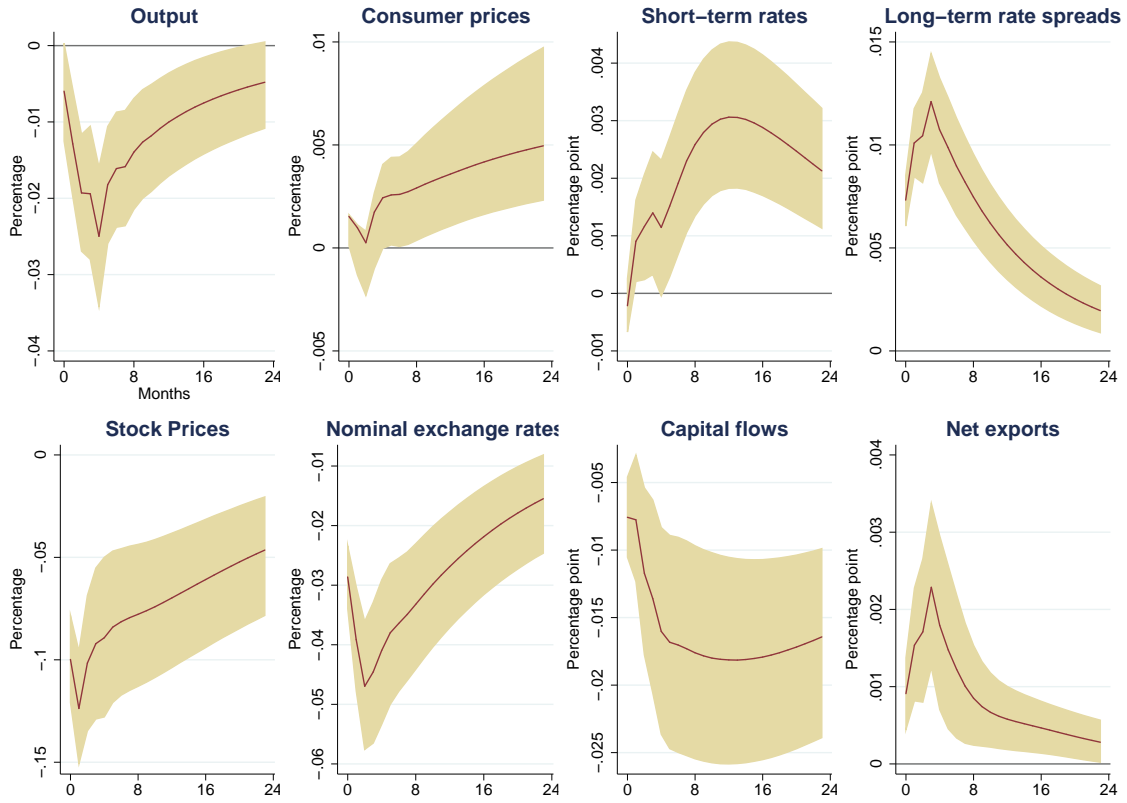 Output
Percentage
0
−.01
−.02
−.03
−.04
0 8 16 24
Months
Consumer prices
Percentage
.01
.005
0
−.005
0 8 16 24
Short−term rates
Percentage point
.004
.003
.002
.001
0
−.001
0 8 16 24
Long−term rate spreads
Percentage point
.015
.010
.005
0
0 8 16 24
Stock Prices
Percentage
0
−.05
−.1
−.15
0 8 16 24
Nominal exchange rates
Percentage
−.01
−.02
−.03
−.04
−.05
−.06
0 8 16 24
Capital flows
Percentage point
−.005
−.01
−.015
−.02
−.025
0 8 16 24
Net exports
Percentage point
.004
.003
.002
.001
0
0 8 16 24